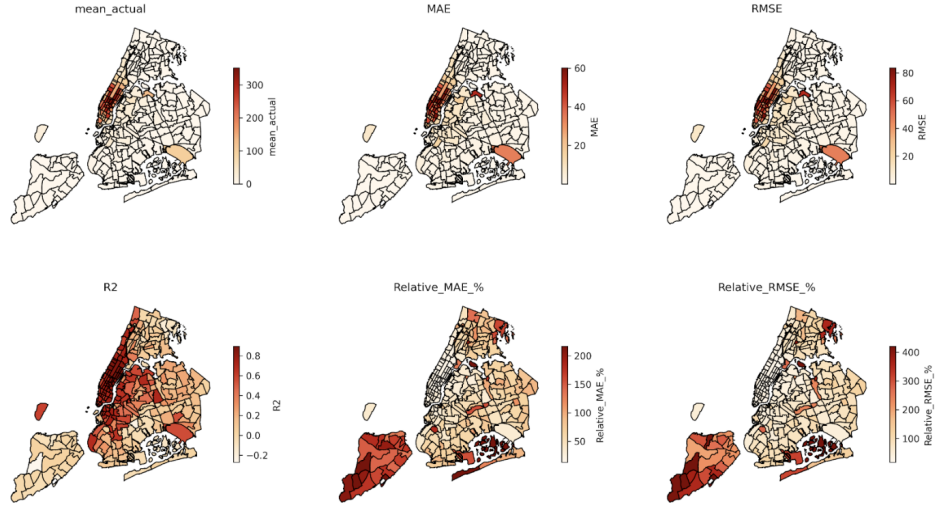 mean_actual
MAE
RMSE
300
200
100
0
mean_actual
60
40
20
MAE
80
60
40
20
RMSE
R2
Relative_MAE_%
Relative_RMSE_%
0.8
0.6
0.4
0.2
0.0
−0.2
R2
200
150
100
50
Relative_MAE_%
400
300
200
100
Relative_RMSE_%